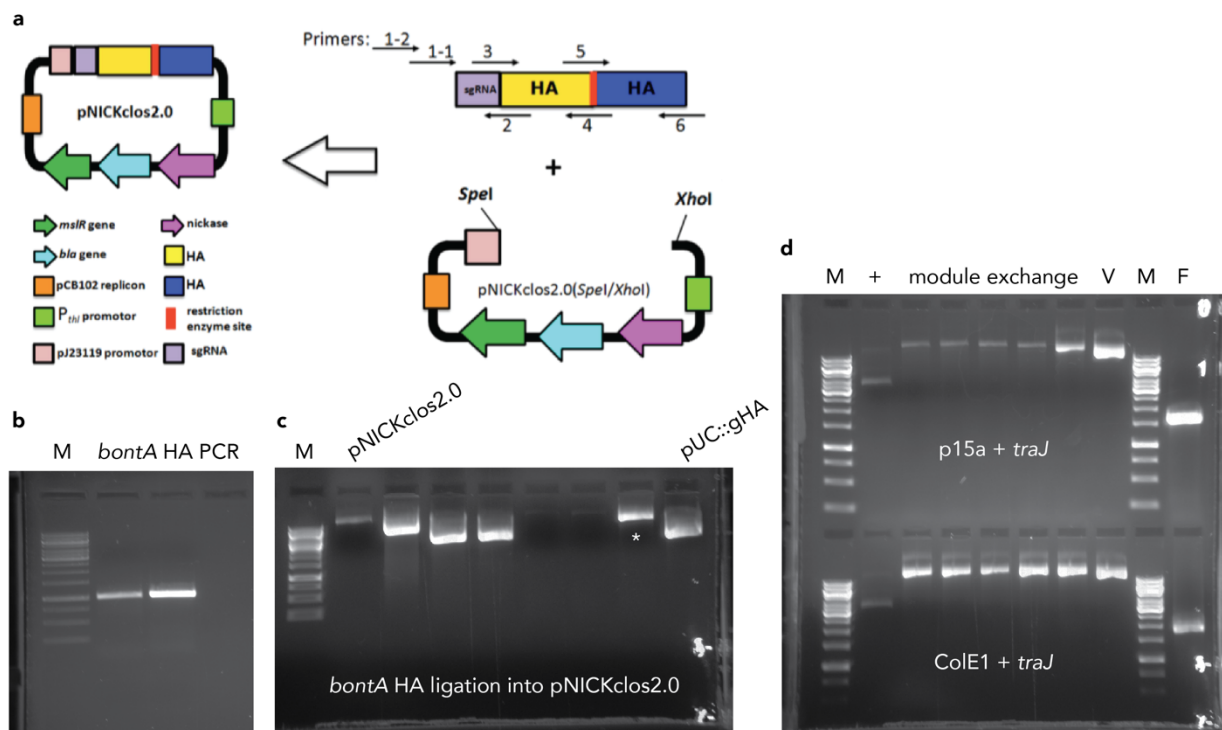 a
pNICKclos2.0
mslR gene
nickase
bla gene
HA
pCB102 replicon
HA
Pthl promotor
restriction
enzyme site
pJ23119 promotor
sgRNA
Primers: 1-2
1-1
3
5
sgRNA
HA
HA
2
4
6
+
SpeI
XhoI
pNICKclos2.0(SpeI/XhoI)
b
M
bontA HA PCR
c
M
pNICKclos2.0
pUC::gHA
*
bontA HA ligation into pNICKclos2.0
d
M
+
module exchange
V
M
F
p15a + traJ
ColE1 + traJ